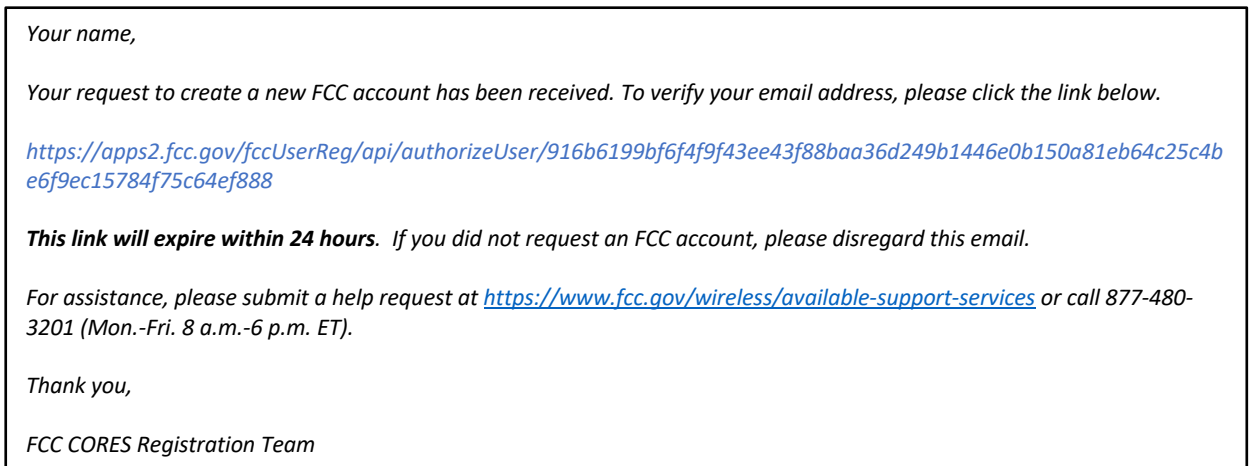 Your name,
Your request to create a new FCC account has been received. To verify your email address, please click the link below.
https://apps2.fcc.gov/fccUserReg/api/authorizeUser/916b6199bf6f4f9f43ee43f88baa36d249b1446e0b150a81eb64c25c4b
e6f9ec15784f75c64ef888
This link will expire within 24 hours.  If you did not request an FCC account, please disregard this email.
For assistance, please submit a help request at https://www.fcc.gov/wireless/available-support-services or call 877-480-
3201 (Mon.-Fri. 8 a.m.-6 p.m. ET).
Thank you,
FCC CORES Registration Team